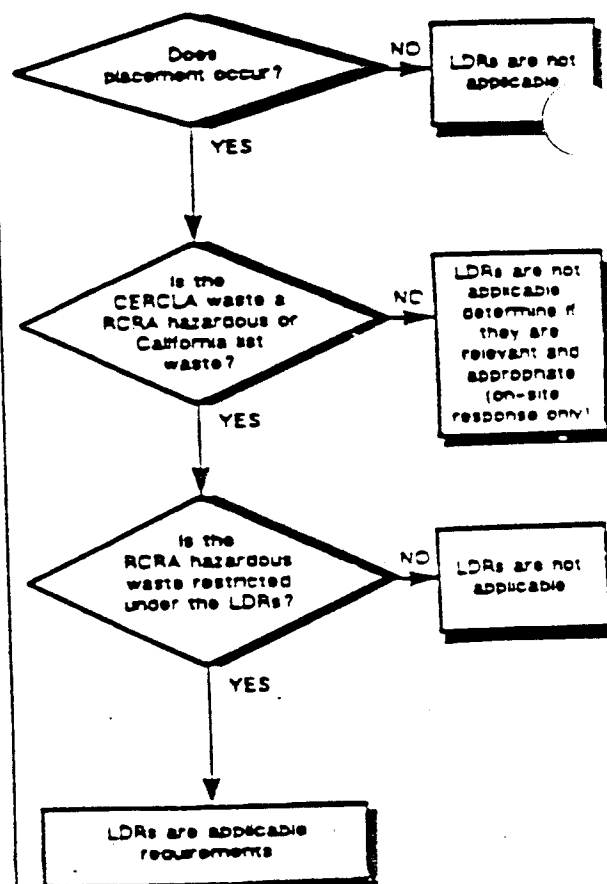 Does
placement occur?
NO
LDRs are not
applicable
YES
Is the
CERCLA waste a
RCRA hazardous or
California list
waste?
NO
LDRs are not
applicable
determine if
they are
relevant and
appropriate
(on-site
response only)
YES
Is the
RCRA hazardous
waste restricted
under the LDRs?
NO
LDRs are not
applicable
YES
LDRs are applicable
requirements